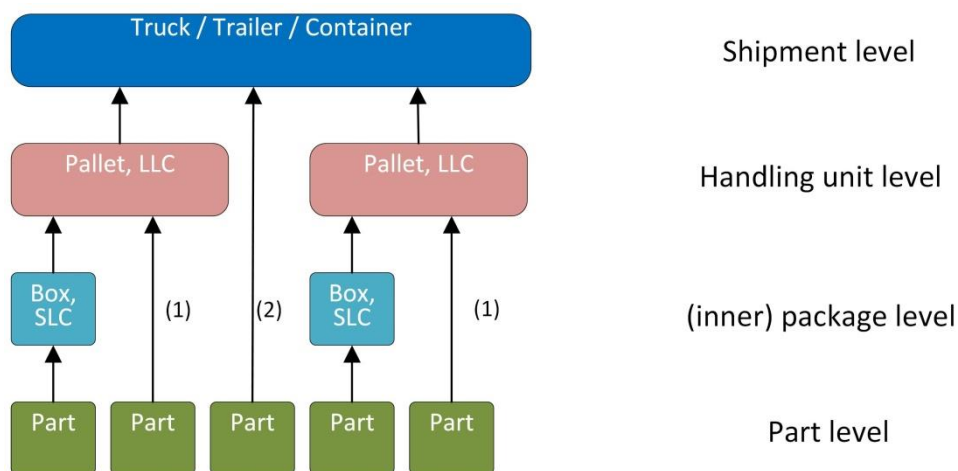 Truck / Trailer / Container
Shipment level
Pallet, LLC
Pallet, LLC
Handling unit level
Box,
SLC
(1)
(2)
Box,
SLC
(1)
(inner) package level
Part
Part
Part
Part
Part
Part level